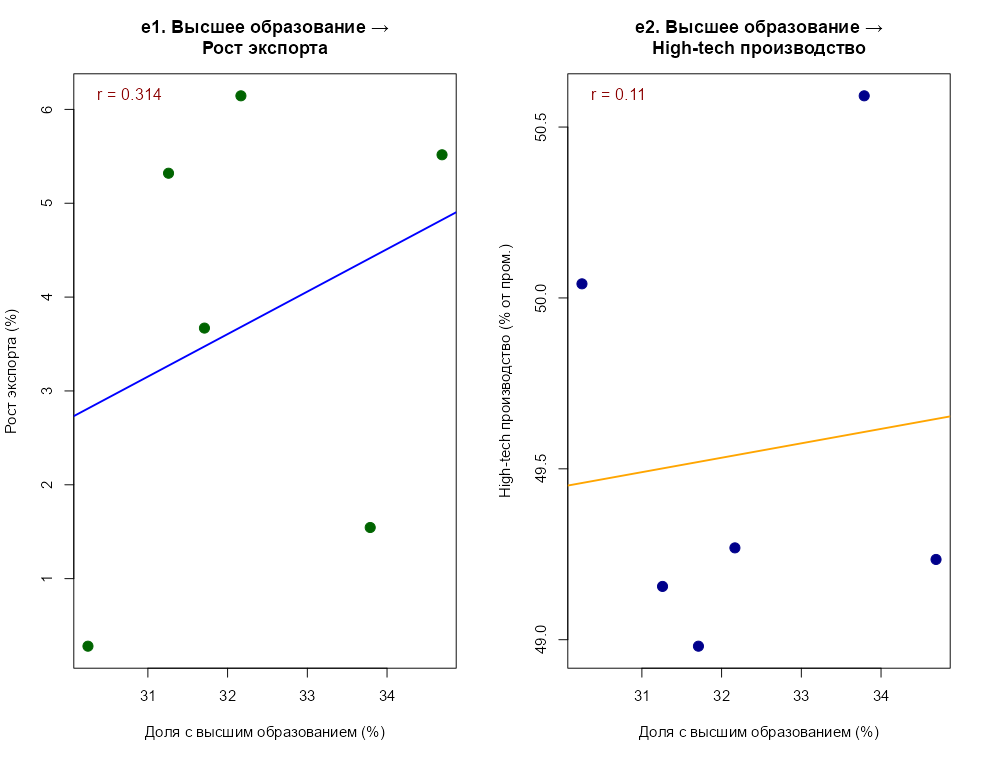 e1. Высшее образование →
Рост экспорта
r = 0.314
6
5
4
3
2
1
Рост экспорта (%)
31 32 33 34
Доля с высшим образованием (%)
e2. Высшее образование →
High-tech производство
r = 0.11
50.5
50.0
49.5
49.0
High-tech производство (% от пром.)
31 32 33 34
Доля с высшим образованием (%)